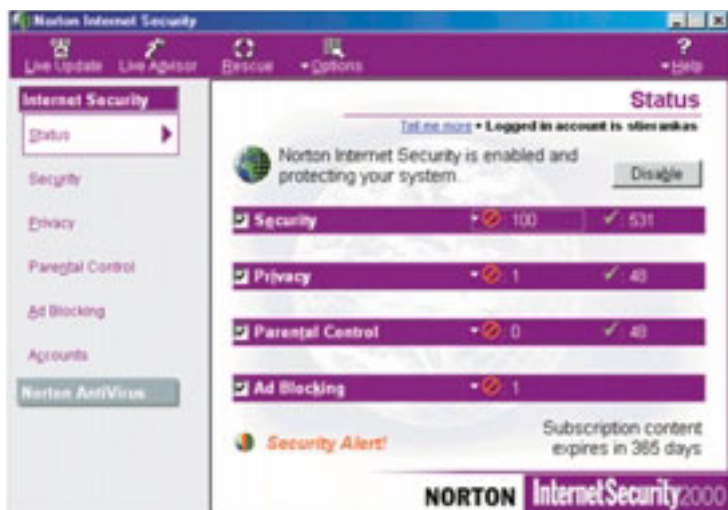 Norton Internet Security
Live Update Live Advisor Rescue Options ? Help
Internet Security
Status
Security
Privacy
Parental Control
Ad Blocking
Accounts
Norton AntiVirus
Status
Tell me more • Logged in account is
Norton Internet Security is enabled and
protecting your system.
Disable
Security : 100 : 531
Privacy : 1 : 48
Parental Control : 0 : 48
Ad Blocking : 1
Security Alert!
Subscription content
expires in 365 days
NORTON InternetSecurity2000